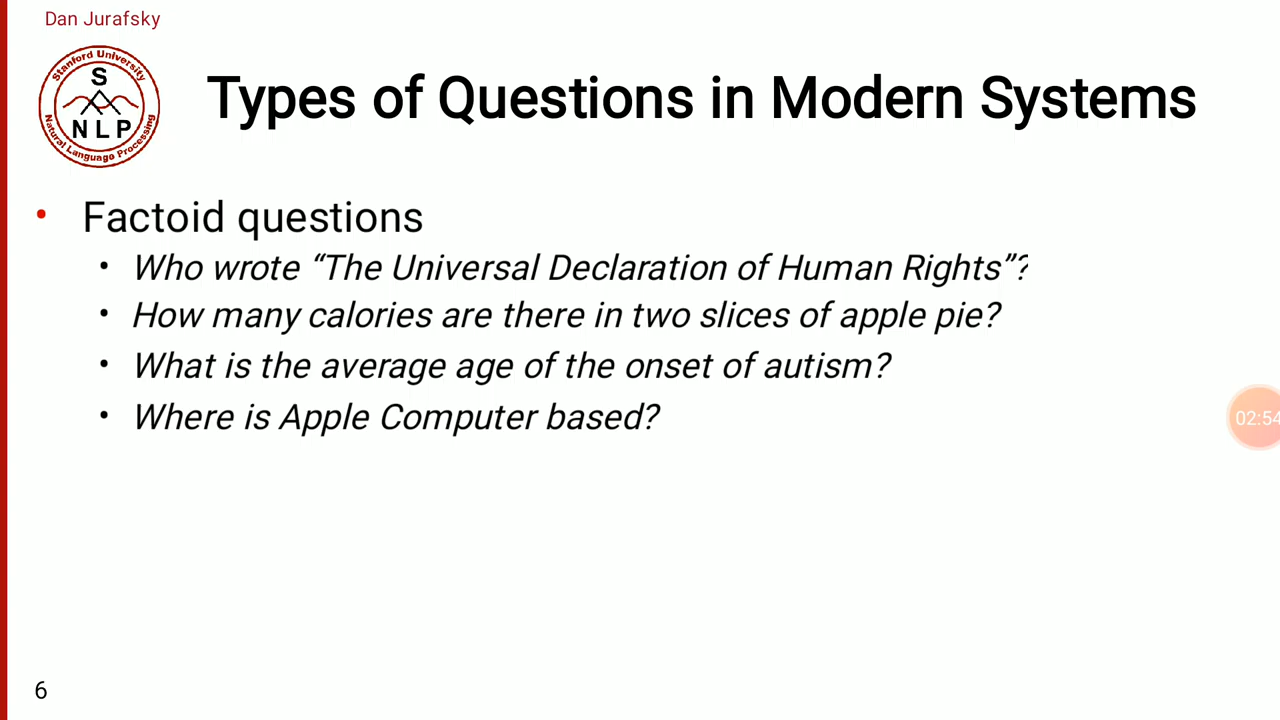 Dan Jurafsky
Stanford University
S
NLP
Natural Language Processing
Types of Questions in Modern Systems
• Factoid questions
• Who wrote “The Universal Declaration of Human Rights”?
• How many calories are there in two slices of apple pie?
• What is the average age of the onset of autism?
• Where is Apple Computer based?
02:54
6